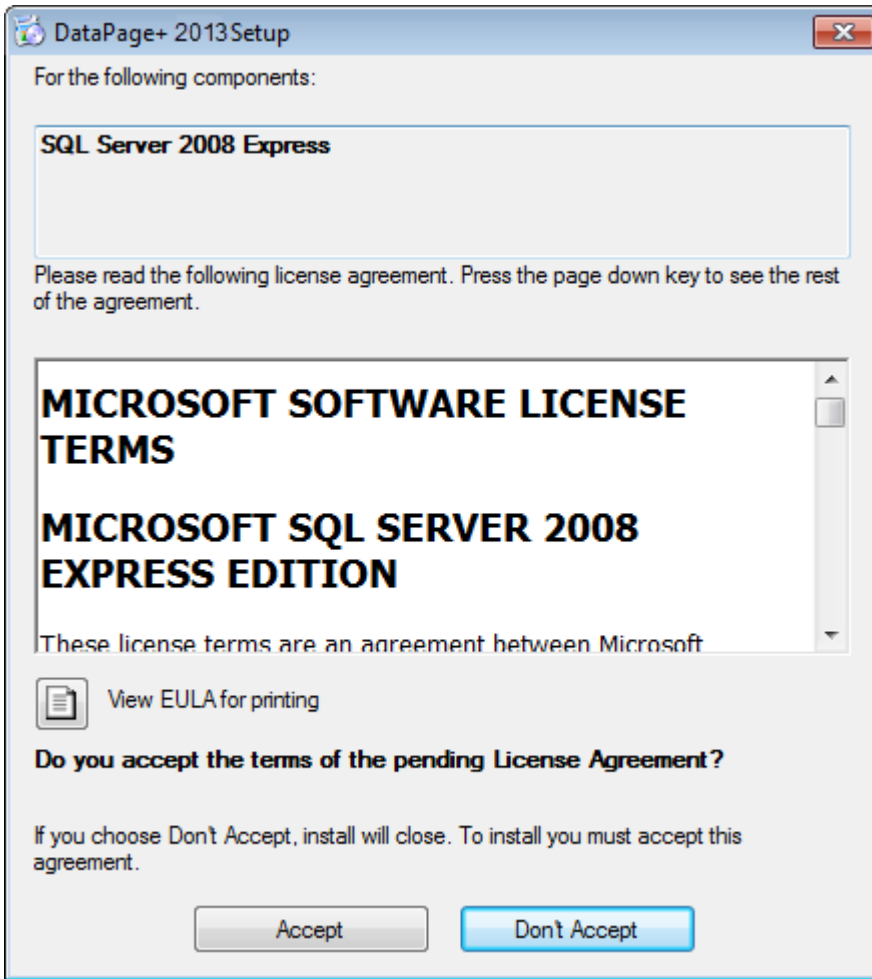 DataPage+ 2013 Setup
For the following components:
SQL Server 2008 Express
Please read the following license agreement. Press the page down key to see the rest
of the agreement.
MICROSOFT SOFTWARE LICENSE
TERMS
MICROSOFT SQL SERVER 2008
EXPRESS EDITION
These license terms are an agreement between Microsoft
View EULA for printing
Do you accept the terms of the pending License Agreement?
If you choose Don't Accept, install will close. To install you must accept this
agreement.
Accept
Don't Accept